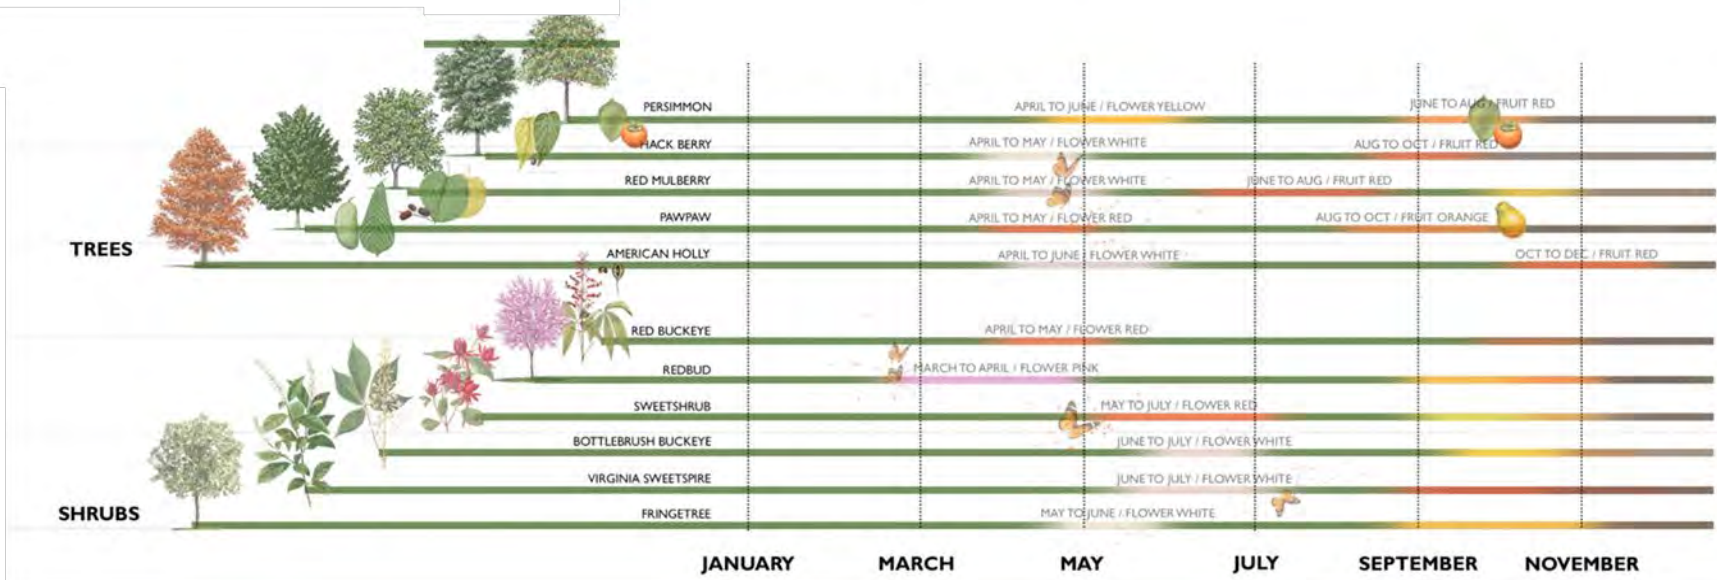 PERSIMMON APRIL TO JUNE / FLOWER YELLOW JUNE TO AUG / FRUIT RED
HACK BERRY APRIL TO MAY / FLOWER WHITE AUG TO OCT / FRUIT RED
RED MULBERRY APRIL TO MAY / FLOWER WHITE JUNE TO AUG / FRUIT RED
PAWPAW APRIL TO MAY / FLOWER RED AUG TO OCT / FRUIT ORANGE
TREES
AMERICAN HOLLY APRIL TO JUNE / FLOWER WHITE OCT TO DEC / FRUIT RED
RED BUCKEYE APRIL TO MAY / FLOWER RED
REDBUD MARCH TO APRIL / FLOWER PINK
SWEETSHRUB MAY TO JULY / FLOWER RED
BOTTLEBRUSH BUCKEYE JUNE TO JULY / FLOWER WHITE
VIRGINIA SWEETSPIRE JUNE TO JULY / FLOWER WHITE
SHRUBS
FRINGETREE MAY TO JUNE / FLOWER WHITE
JANUARY MARCH MAY JULY SEPTEMBER NOVEMBER